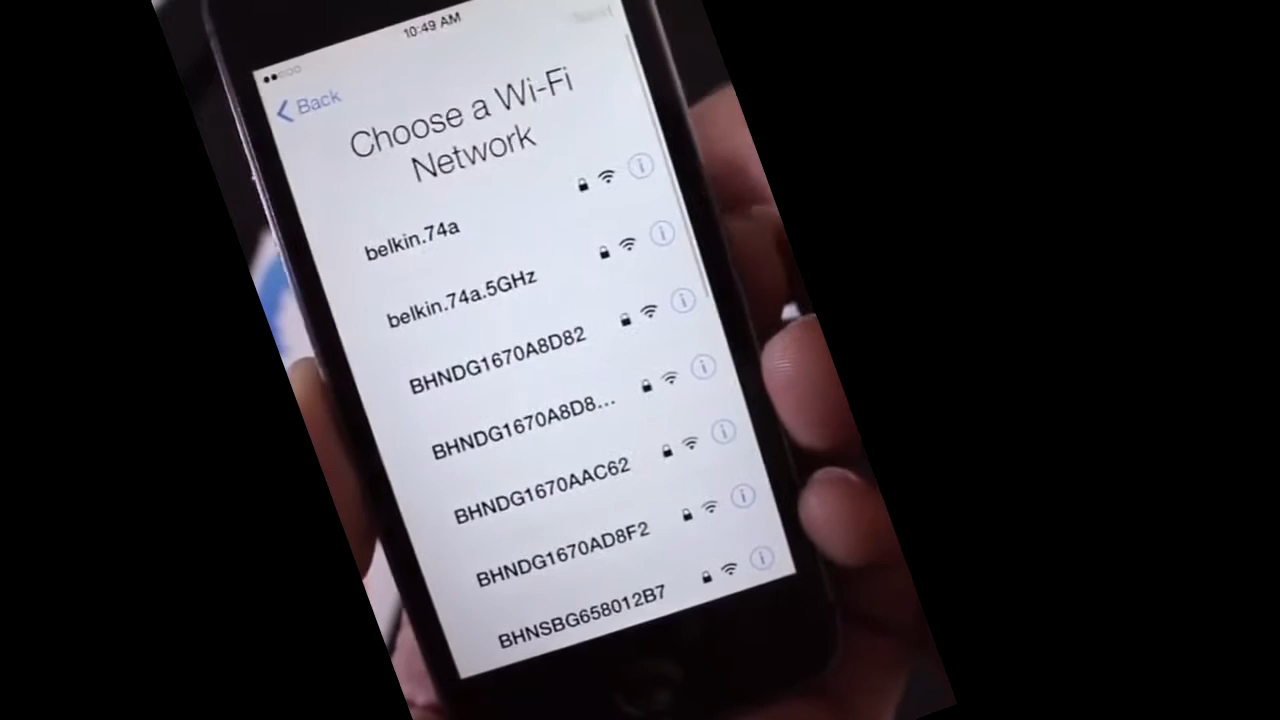 10:49 AM
Back
Choose a Wi-Fi
Network
belkin.74a
belkin.74a.5GHz
BHNDG1670A8D82
BHNDG1670A8D8...
BHNDG1670AAC62
BHNDG1670AD8F2
BHNSBG658012B7